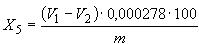 X₅ = (V₁ − V₂) · 0,000278 · 100 / m